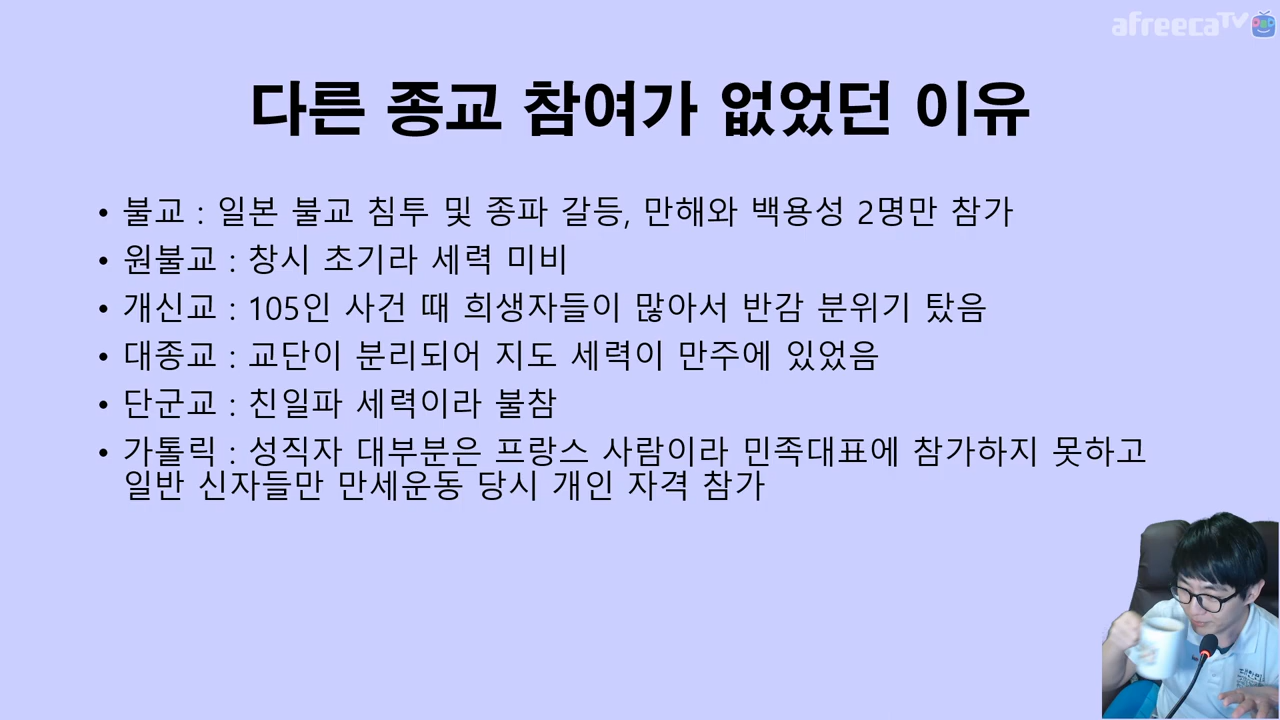 afreecaTV
다른 종교 참여가 없었던 이유
• 불교 : 일본 불교 침투 및 종파 갈등, 만해와 백용성 2명만 참가
• 원불교 : 창시 초기라 세력 미비
• 개신교 : 105인 사건 때 희생자들이 많아서 반감 분위기 탔음
• 대종교 : 교단이 분리되어 지도 세력이 만주에 있었음
• 단군교 : 친일파 세력이라 불참
• 가톨릭 : 성직자 대부분은 프랑스 사람이라 민족대표에 참가하지 못하고
일반 신자들만 만세운동 당시 개인 자격 참가